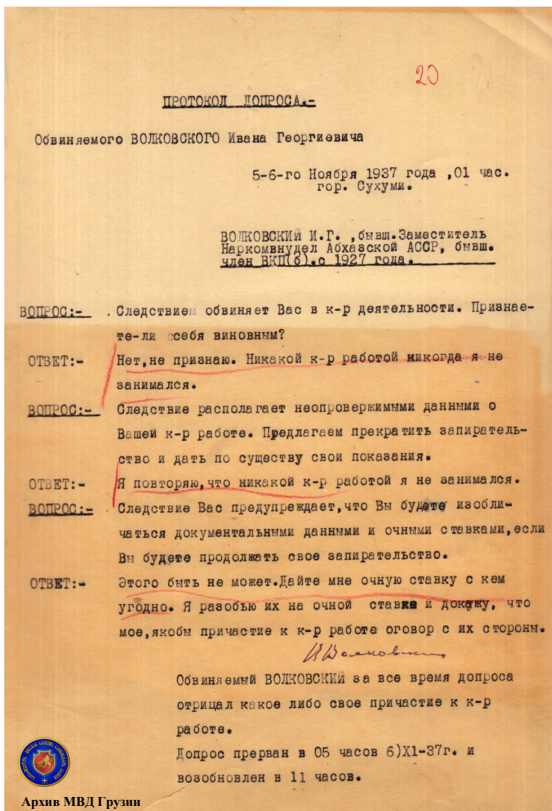 20
ПРОТОКОЛ ДОПРОСА.-
Обвиняемого ВОЛКОВСКОГО Ивана Георгиевича
5-6-го Ноября 1937 года ,01 час.
гор. Сухуми.
ВОЛКОВСКИЙ И.Г. ,бывш.Заместитель
Наркомвнудел Абхазской АССР, бывш.
член ВКП(б).с 1927 года.
ВОПРОС:- .Следствием обвиняет Вас в к-р деятельности. Признае-
те-ли себя виновным?
ОТВЕТ:- Нет,не признаю. Никакой к-р работой никогда я не
занимался.
ВОПРОС:- Следствие располагает неопровержимыми данными о
Вашей к-р работе. Предлагаем прекратить запиратель-
ство и дать по существу свои показания.
ОТВЕТ:- Я повторяю,что никакой к-р работой я не занимался.
ВОПРОС:- Следствие Вас предупреждает,что Вы будете изобли-
чаться документальными данными и очными ставками,если
Вы будете продолжать свое запирательство.
ОТВЕТ:- Этого быть не может.Дайте мне очную ставку с кем
угодно. Я разобью их на очной ставке и докажу, что
мое,якобы причастие к к-р работе оговор с их стороны.
Волковский
Обвиняемый ВОЛКОВСКИЙ за все время допроса
отрицал какое либо свое причастие к к-р
работе.
Допрос прерван в 05 часов 6)X1-37г. и
возобновлен в 11 часов.
Архив МВД Грузии